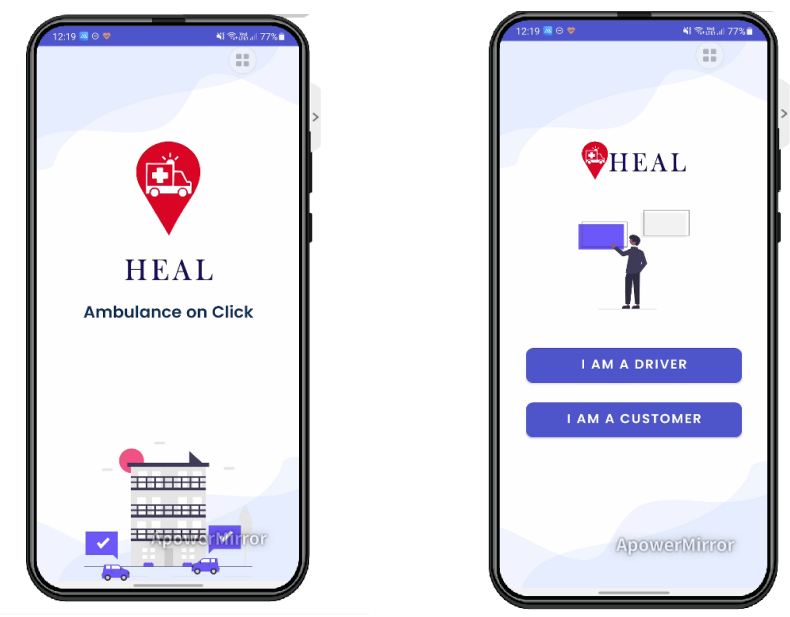 12:19
77%
HEAL
Ambulance on Click
ApowerMirror
12:19
77%
HEAL
I AM A DRIVER
I AM A CUSTOMER
ApowerMirror